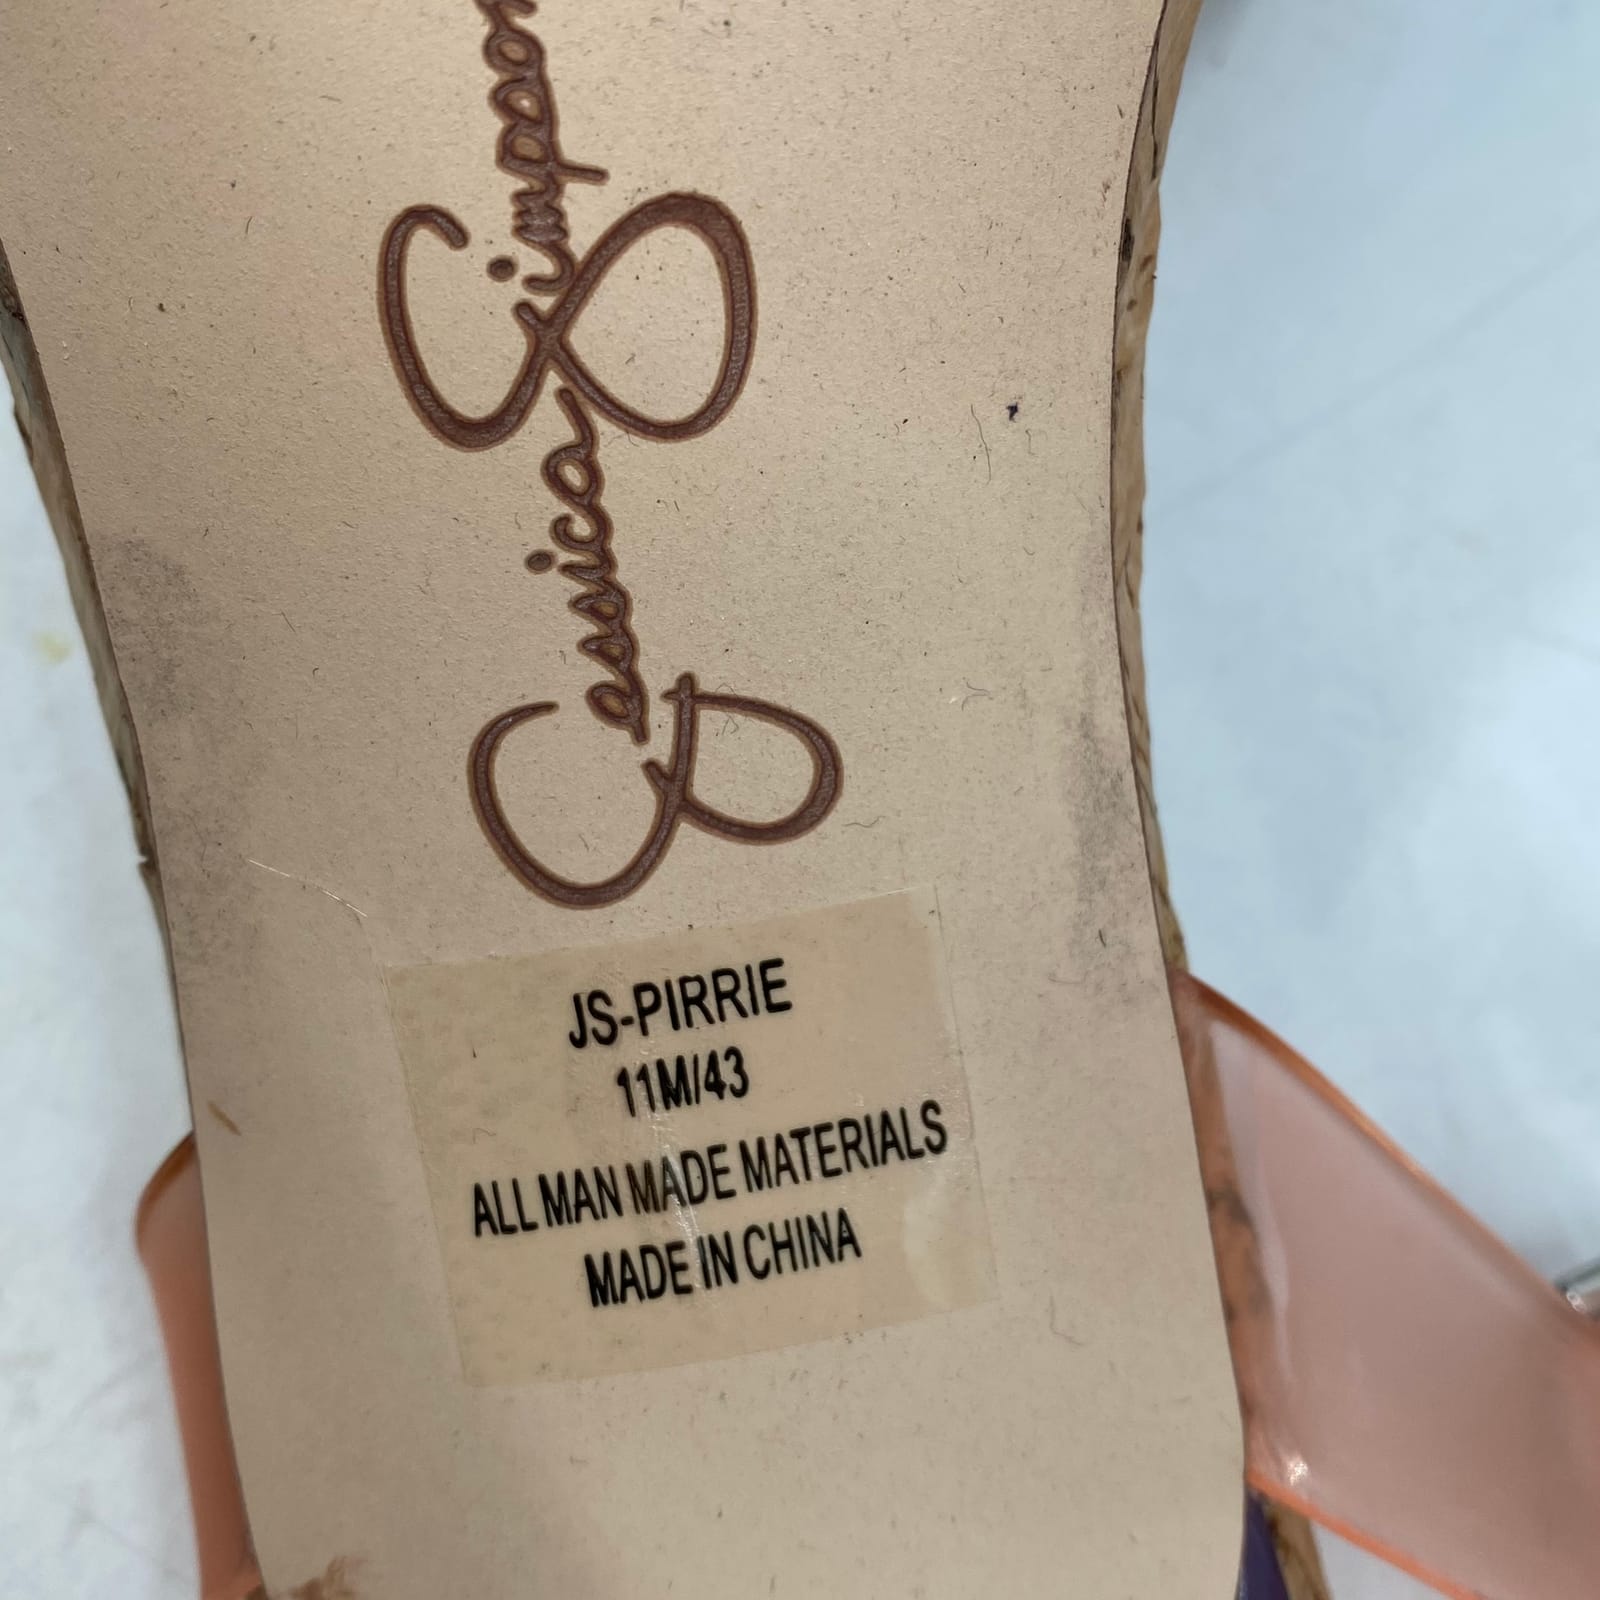 Jessica Simpson
JS-PIRRIE
11M/43
ALL MAN MADE MATERIALS
MADE IN CHINA